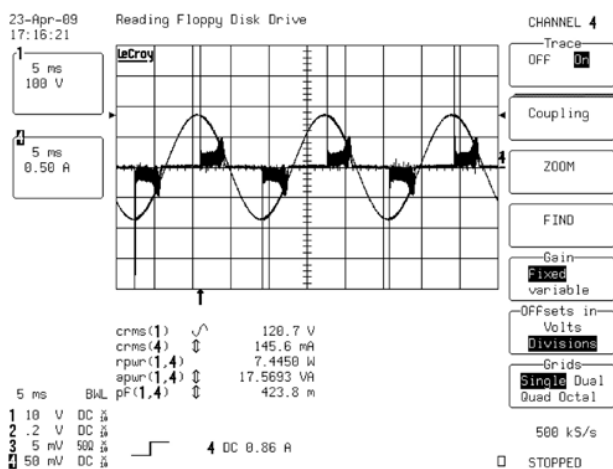 23-Apr-09
17:16:21
Reading Floppy Disk Drive
LeCroy
1
5 ms
100 V
4
5 ms
0.50 A
4
CHANNEL 4
Trace
OFF On
Coupling
ZOOM
FIND
Gain
Fixed
variable
OFFsets in
Volts
Divisions
Grids
Single Dual
Quad Octal
crms(1) 120.7 V
crms(4) 145.6 mA
rpwr(1,4) 7.4450 W
apwr(1,4) 17.5693 VA
pf(1,4) 423.8 m
5 ms BWL
1 10 V DC
2 .2 V DC
3 5 mV 50Ω
4 50 mV DC
4 DC 0.86 A
500 kS/s
STOPPED